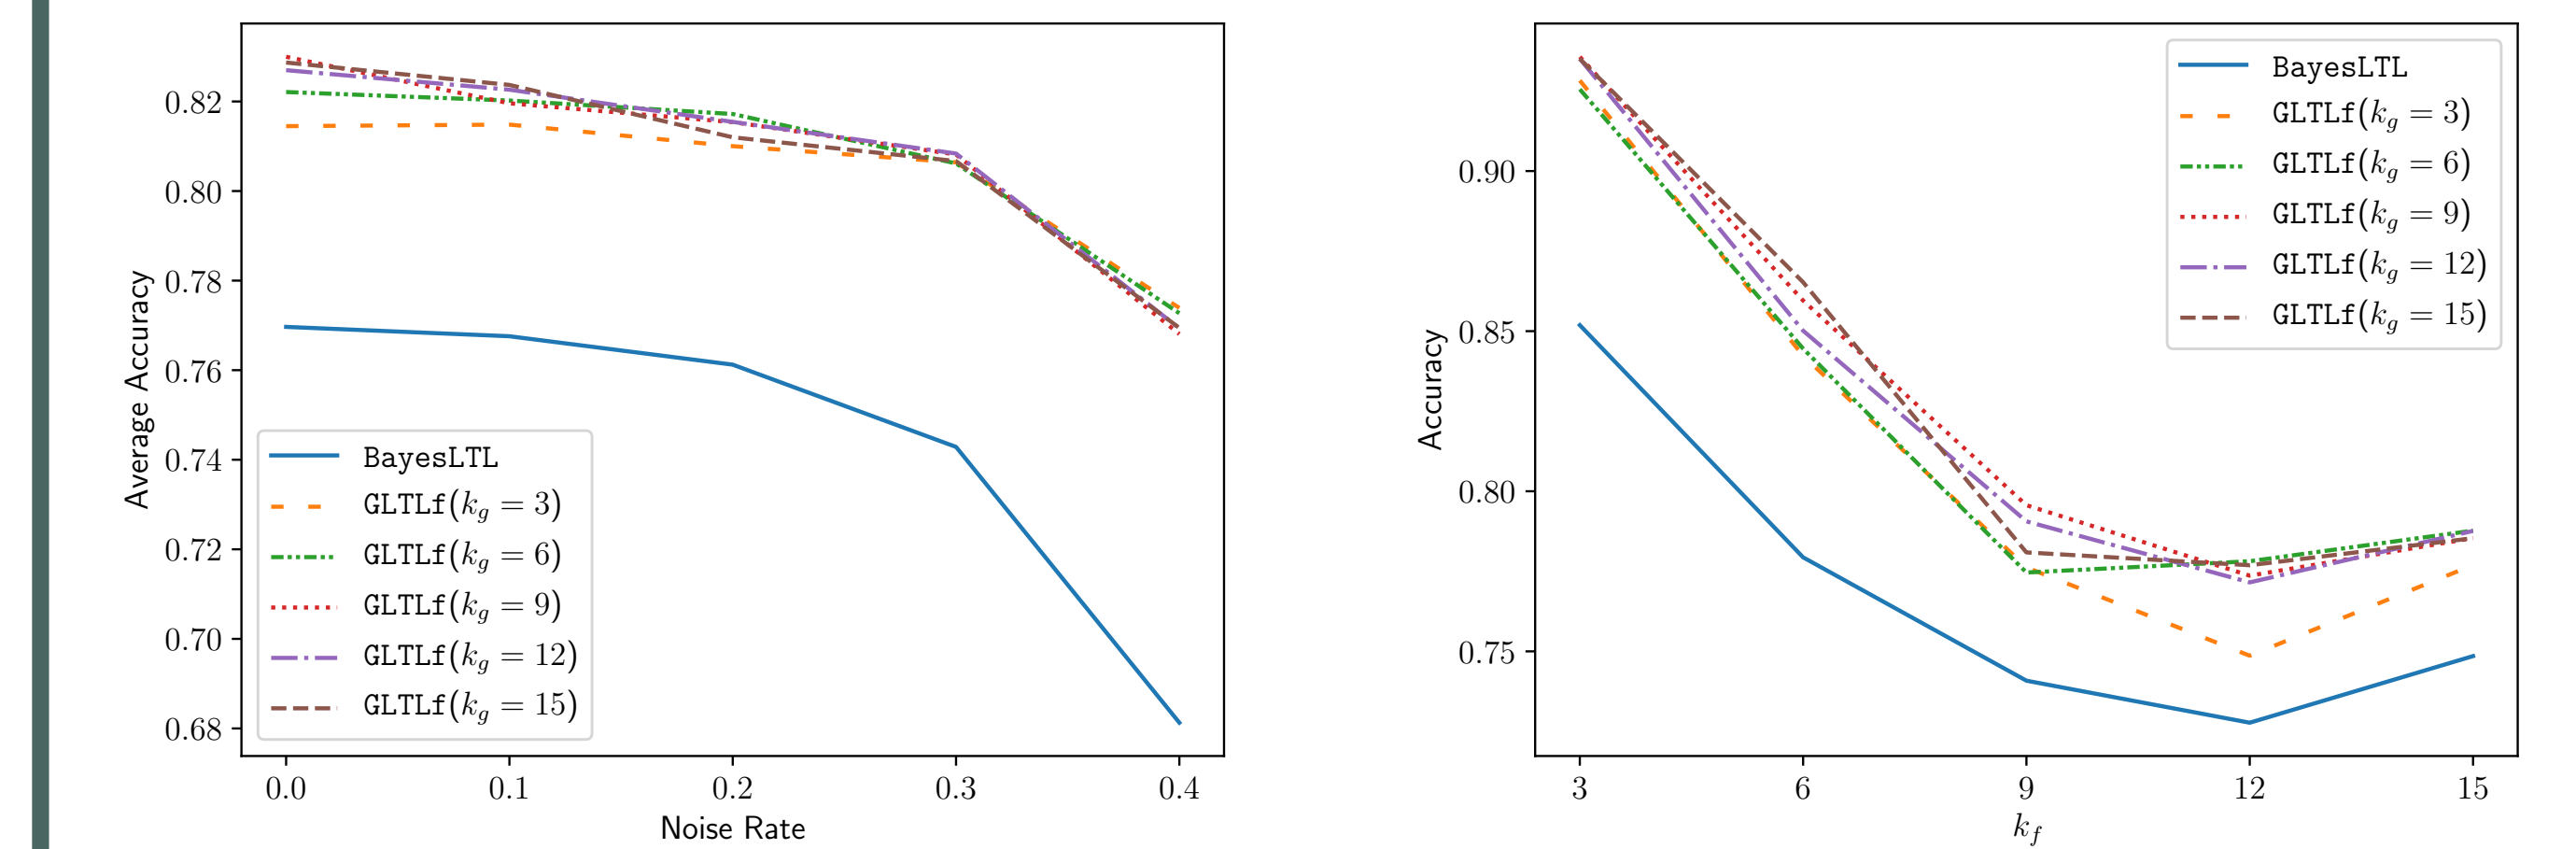 Average Accuracy
0.82
0.80
0.78
0.76
0.74
0.72
0.70
0.68
BayesLTL
GLTLf(k_g = 3)
GLTLf(k_g = 6)
GLTLf(k_g = 9)
GLTLf(k_g = 12)
GLTLf(k_g = 15)
0.0 0.1 0.2 0.3 0.4
Noise Rate
Accuracy
0.90
0.85
0.80
0.75
BayesLTL
GLTLf(k_g = 3)
GLTLf(k_g = 6)
GLTLf(k_g = 9)
GLTLf(k_g = 12)
GLTLf(k_g = 15)
3 6 9 12 15
k_f